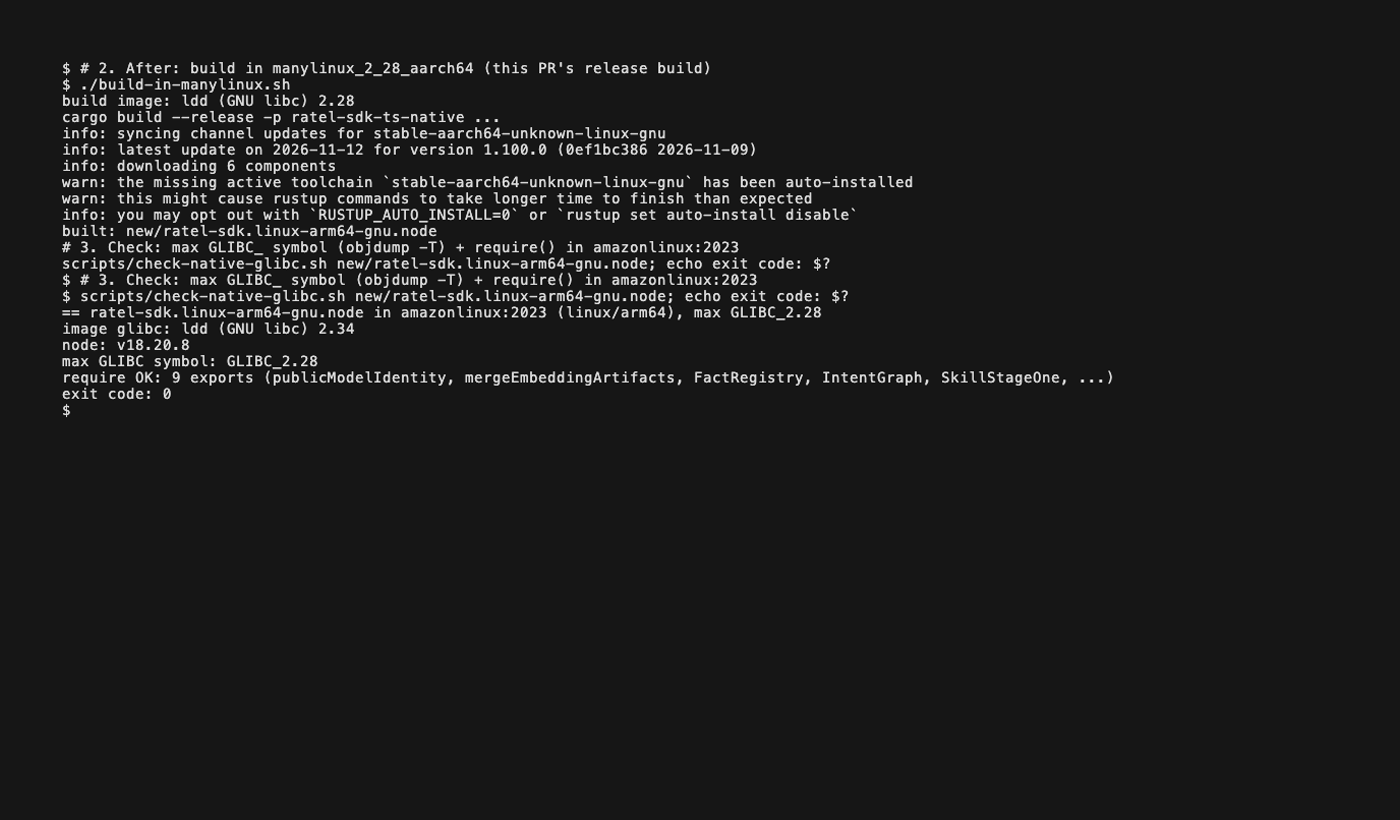 $ # 2. After: build in manylinux_2_28_aarch64 (this PR's release build)
$ ./build-in-manylinux.sh
build image: ldd (GNU libc) 2.28
cargo build --release -p ratel-sdk-ts-native ...
info: syncing channel updates for stable-aarch64-unknown-linux-gnu
info: latest update on 2026-11-12 for version 1.100.0 (0ef1bc386 2026-11-09)
info: downloading 6 components
warn: the missing active toolchain `stable-aarch64-unknown-linux-gnu` has been auto-installed
warn: this might cause rustup commands to take longer time to finish than expected
info: you may opt out with `RUSTUP_AUTO_INSTALL=0` or `rustup set auto-install disable`
built: new/ratel-sdk.linux-arm64-gnu.node
# 3. Check: max GLIBC_ symbol (objdump -T) + require() in amazonlinux:2023
scripts/check-native-glibc.sh new/ratel-sdk.linux-arm64-gnu.node; echo exit code: $?
$ # 3. Check: max GLIBC_ symbol (objdump -T) + require() in amazonlinux:2023
$ scripts/check-native-glibc.sh new/ratel-sdk.linux-arm64-gnu.node; echo exit code: $?
== ratel-sdk.linux-arm64-gnu.node in amazonlinux:2023 (linux/arm64), max GLIBC_2.28
image glibc: ldd (GNU libc) 2.34
node: v18.20.8
max GLIBC symbol: GLIBC_2.28
require OK: 9 exports (publicModelIdentity, mergeEmbeddingArtifacts, FactRegistry, IntentGraph, SkillStageOne, ...)
exit code: 0
$